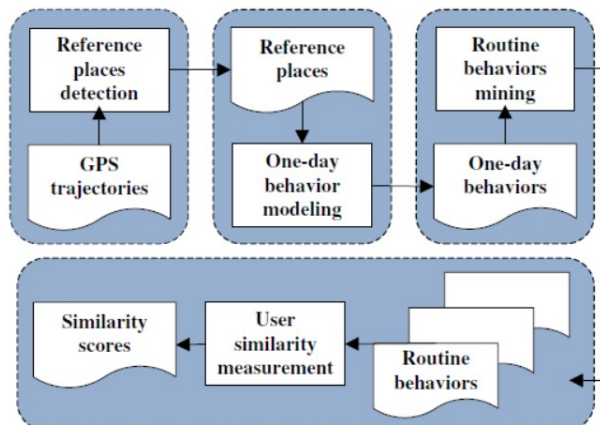 Reference
places
detection
GPS
trajectories
Reference
places
One-day
behavior
modeling
Routine
behaviors
mining
One-day
behaviors
Similarity
scores
User
similarity
measurement
Routine
behaviors